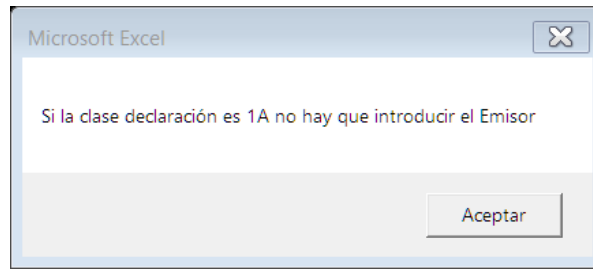 Microsoft Excel
Si la clase declaración es 1A no hay que introducir el Emisor
Aceptar